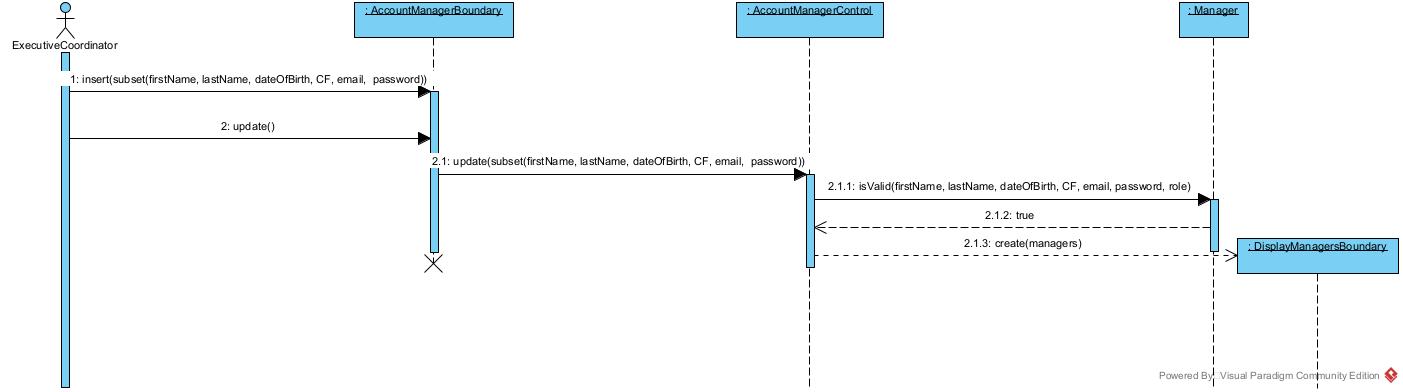 : AccountManagerBoundary
: AccountManagerControl
: Manager
ExecutiveCoordinator
1: insert(subset(firstName, lastName, dateOfBirth, CF, email, password))
2: update()
2.1: update(subset(firstName, lastName, dateOfBirth, CF, email, password))
2.1.1: isValid(firstName, lastName, dateOfBirth, CF, email, password, role)
2.1.2: true
2.1.3: create(managers)
: DisplayManagersBoundary
Powered By: Visual Paradigm Community Edition